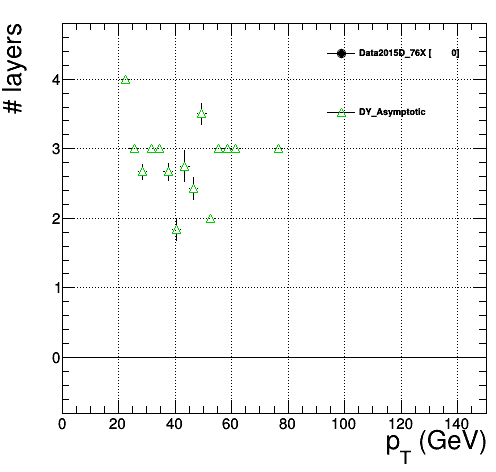 # layers
Data2015D_76X [ 0]
DY_Asymptotic
4
3
2
1
0
0 20 40 60 80 100 120 140
p_T (GeV)